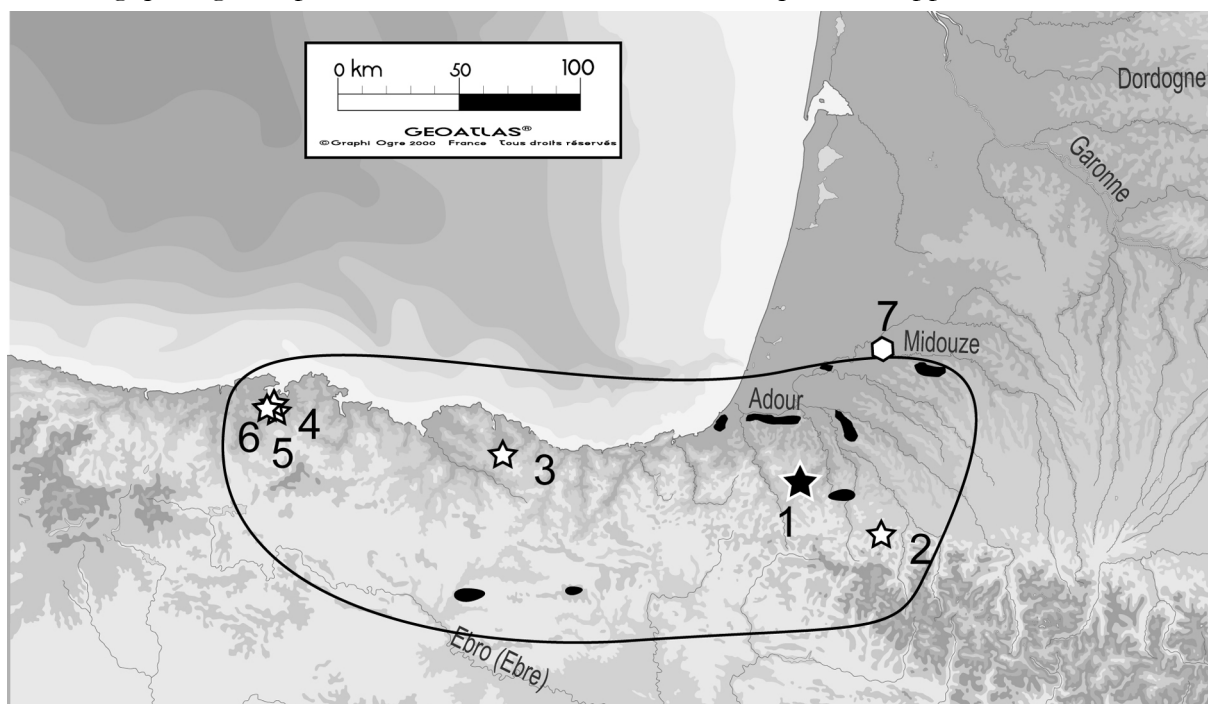 0 km 50 100
GEOATLAS®
© Graphi Ogre 2000 France Tous droits réservés
Dordogne
Garonne
7
Midouze
Adour
6
5
4
3
1
2
Ebro (Ebre)